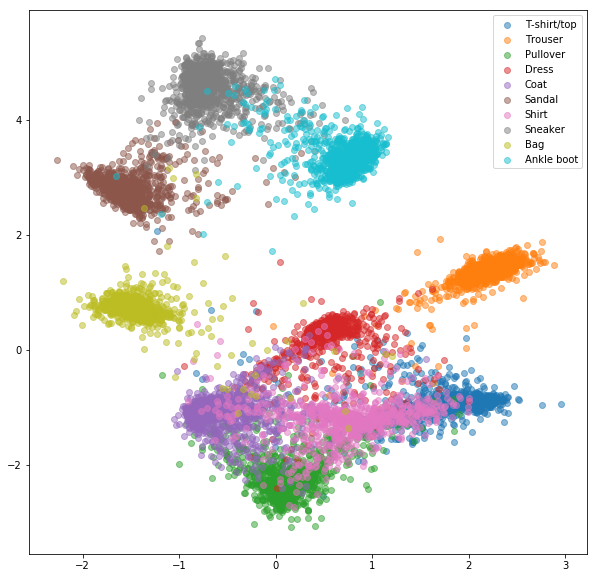 T-shirt/top
Trouser
Pullover
Dress
Coat
Sandal
Shirt
Sneaker
Bag
Ankle boot
4
2
0
−2
−2
−1
0
1
2
3